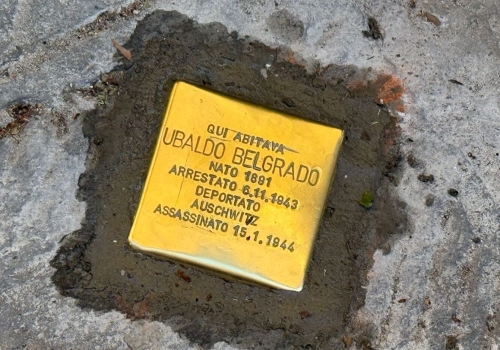 QUI ABITAVA
UBALDO BELGRADO
NATO 1891
ARRESTATO 6.11.1943
DEPORTATO
AUSCHWITZ
ASSASSINATO 15.1.1944